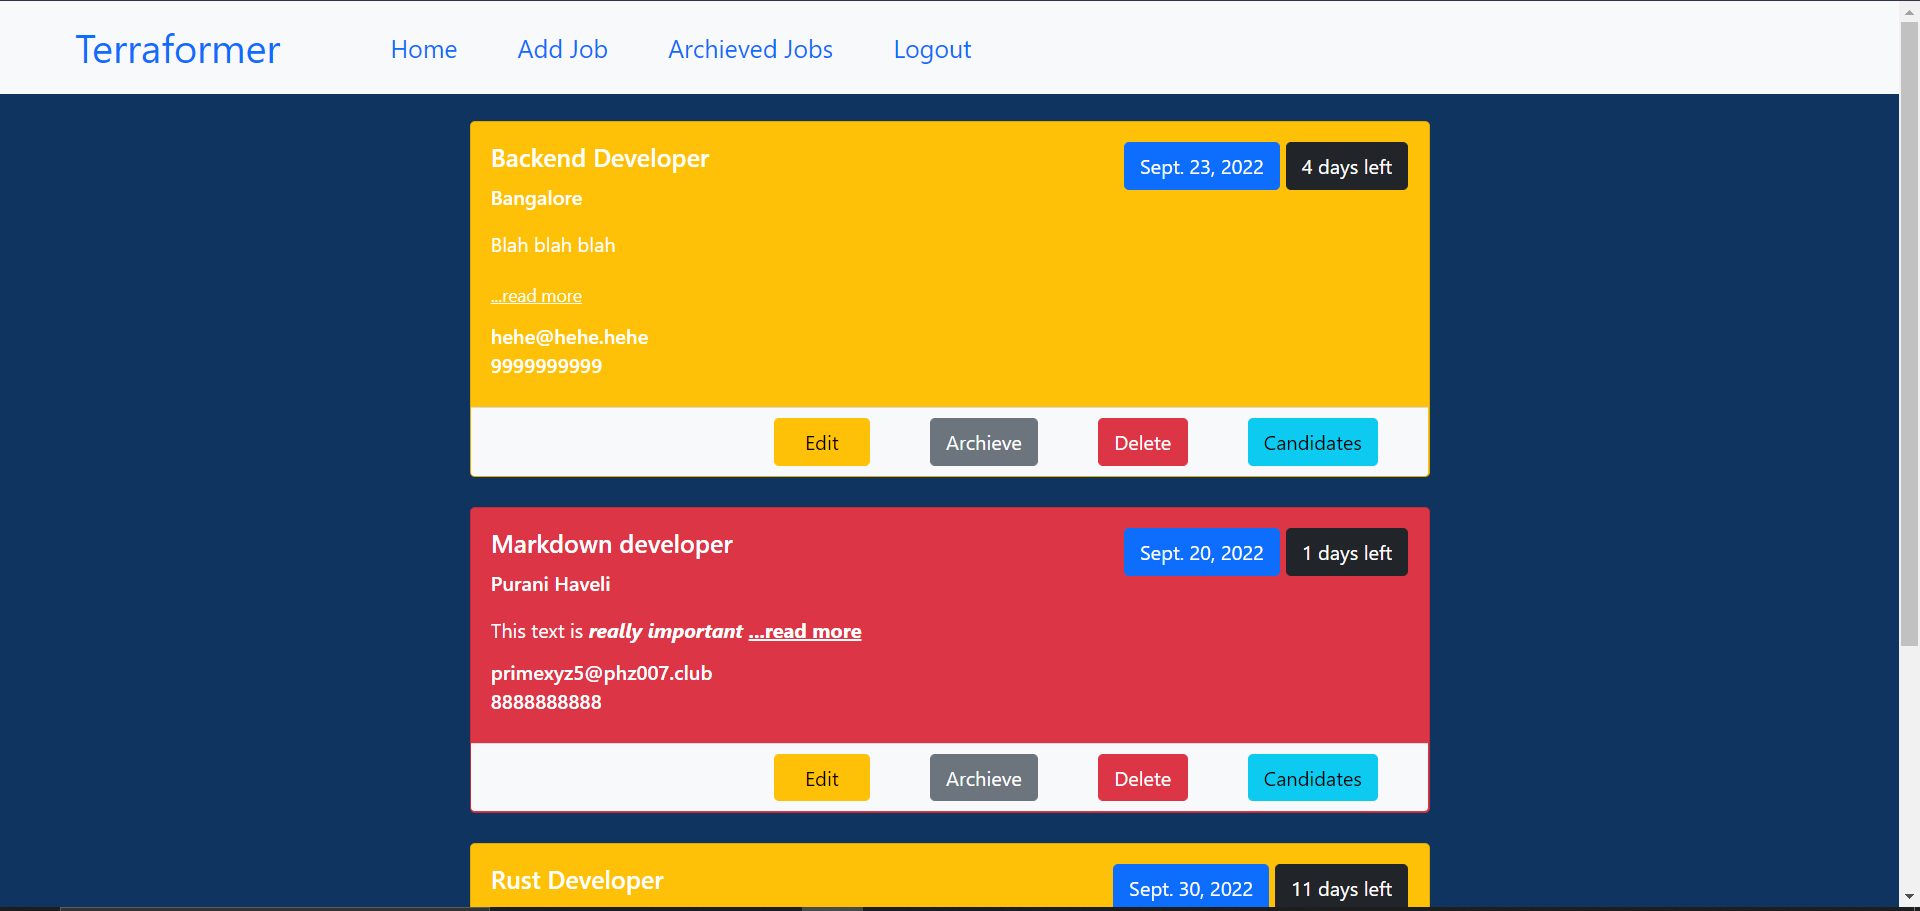 Terraformer Home Add Job Archieved Jobs Logout
Backend Developer Sept. 23, 2022 4 days left
Bangalore
Blah blah blah
...read more
hehe@hehe.hehe
9999999999
Edit Archieve Delete Candidates
Markdown developer Sept. 20, 2022 1 days left
Purani Haveli
This text is really important ...read more
primexyz5@phz007.club
8888888888
Edit Archieve Delete Candidates
Rust Developer Sept. 30, 2022 11 days left